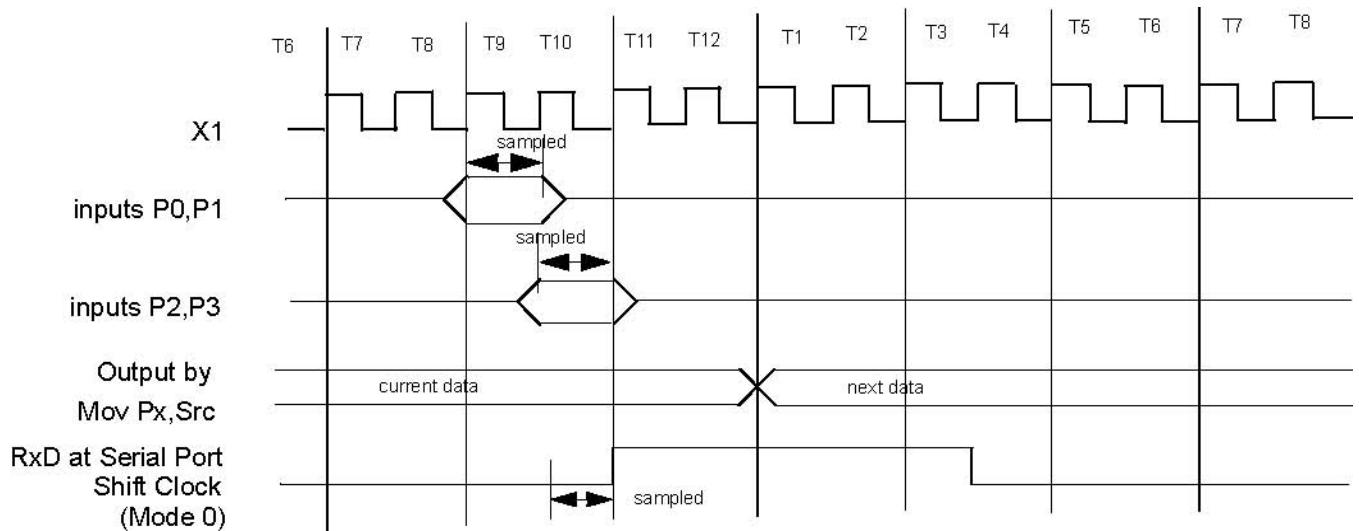 T6 T7 T8 T9 T10 T11 T12 T1 T2 T3 T4 T5 T6 T7 T8
X1
sampled
inputs P0,P1
sampled
inputs P2,P3
Output by
current data next data
Mov Px,Src
RxD at Serial Port
Shift Clock
sampled
(Mode 0)